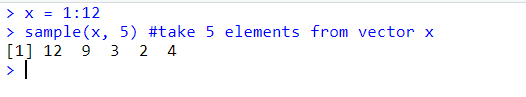 > x = 1:12
> sample(x, 5) #take 5 elements from vector x
[1] 12  9  3  2  4
>